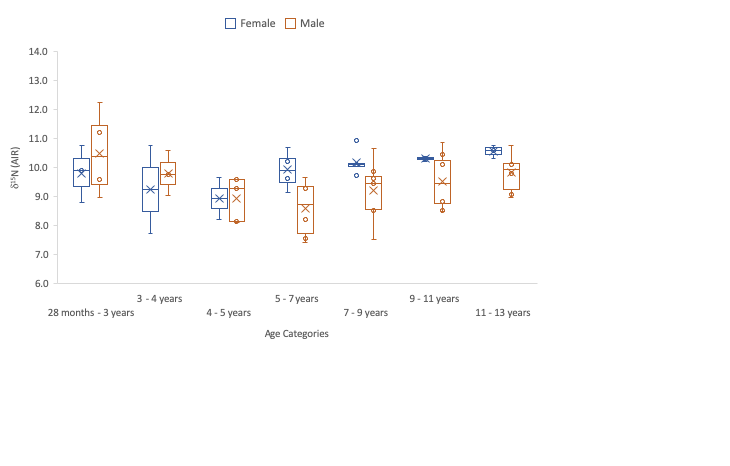 Female Male
14.0
13.0
12.0
11.0
10.0
9.0
8.0
7.0
6.0
δ¹⁵N (AIR)
3 - 4 years 5 - 7 years 9 - 11 years
28 months - 3 years 4 - 5 years 7 - 9 years 11 - 13 years
Age Categories